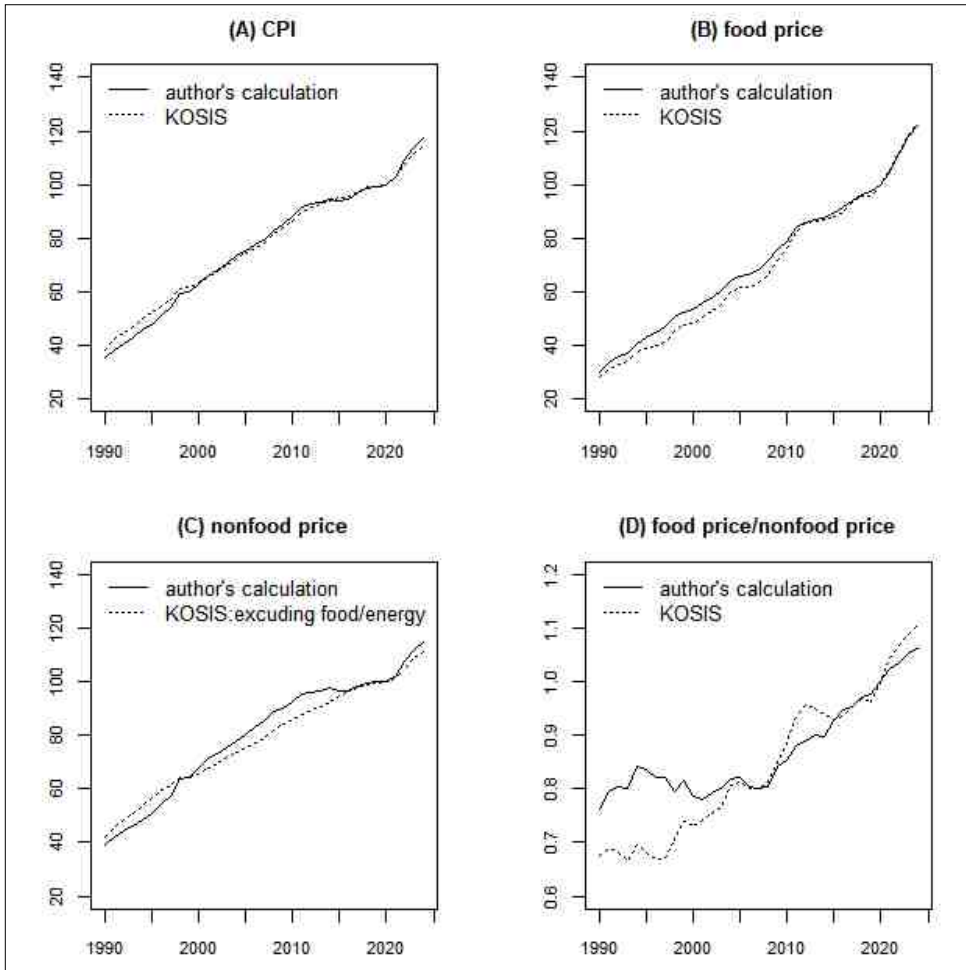 (A) CPI
author's calculation
KOSIS
140
120
100
80
60
40
20
1990 2000 2010 2020
(B) food price
author's calculation
KOSIS
140
120
100
80
60
40
20
1990 2000 2010 2020
(C) nonfood price
author's calculation
KOSIS:excuding food/energy
140
120
100
80
60
40
20
1990 2000 2010 2020
(D) food price/nonfood price
author's calculation
KOSIS
1.2
1.1
1.0
0.9
0.8
0.7
0.6
1990 2000 2010 2020